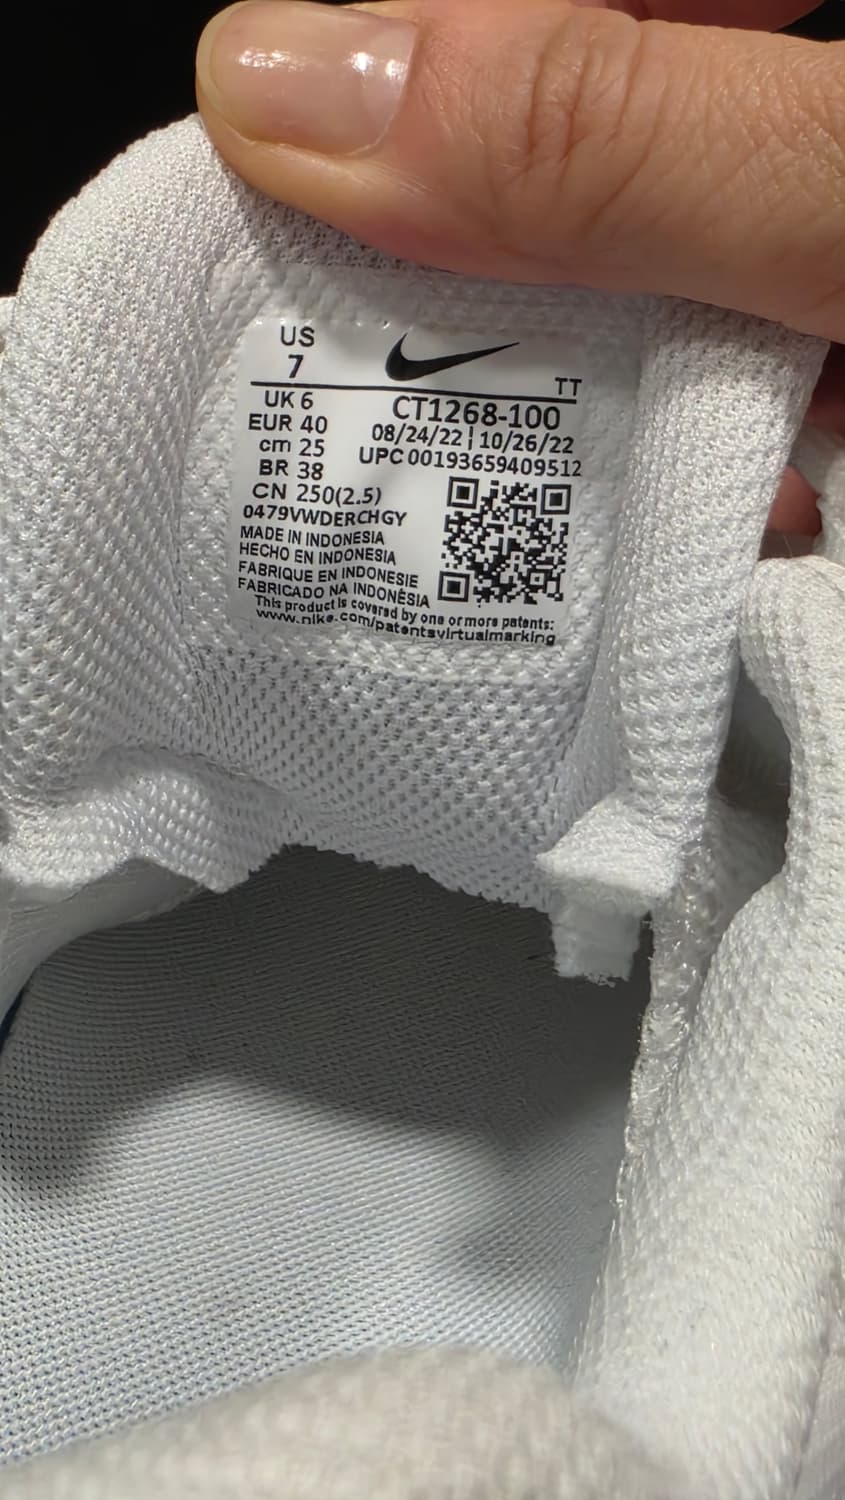 US
7
TT
UK 6
EUR 40
cm 25
BR 38
CN 250(2.5)
CT1268-100
08/24/22 | 10/26/22
UPC 00193659409512
0479VWDERCHGY
MADE IN INDONESIA
HECHO EN INDONESIA
FABRIQUE EN INDONESIE
FABRICADO NA INDONÉSIA
This product is covered by one or more patents:
www.nike.com/patentsvirtualmarking